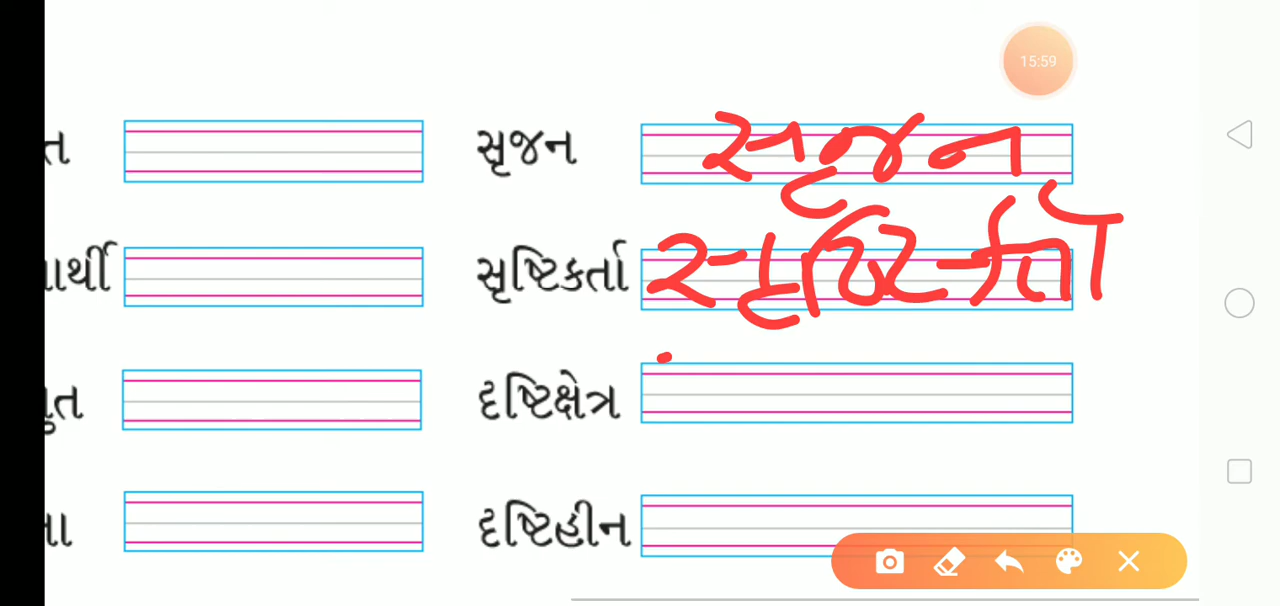 15:59
ત સૃજન સૃજન
ાર્થી સૃષ્ટિકર્તા સૃષ્ટિકર્તા
ુત દૃષ્ટિક્ષેત્ર
ા દૃષ્ટિહીન